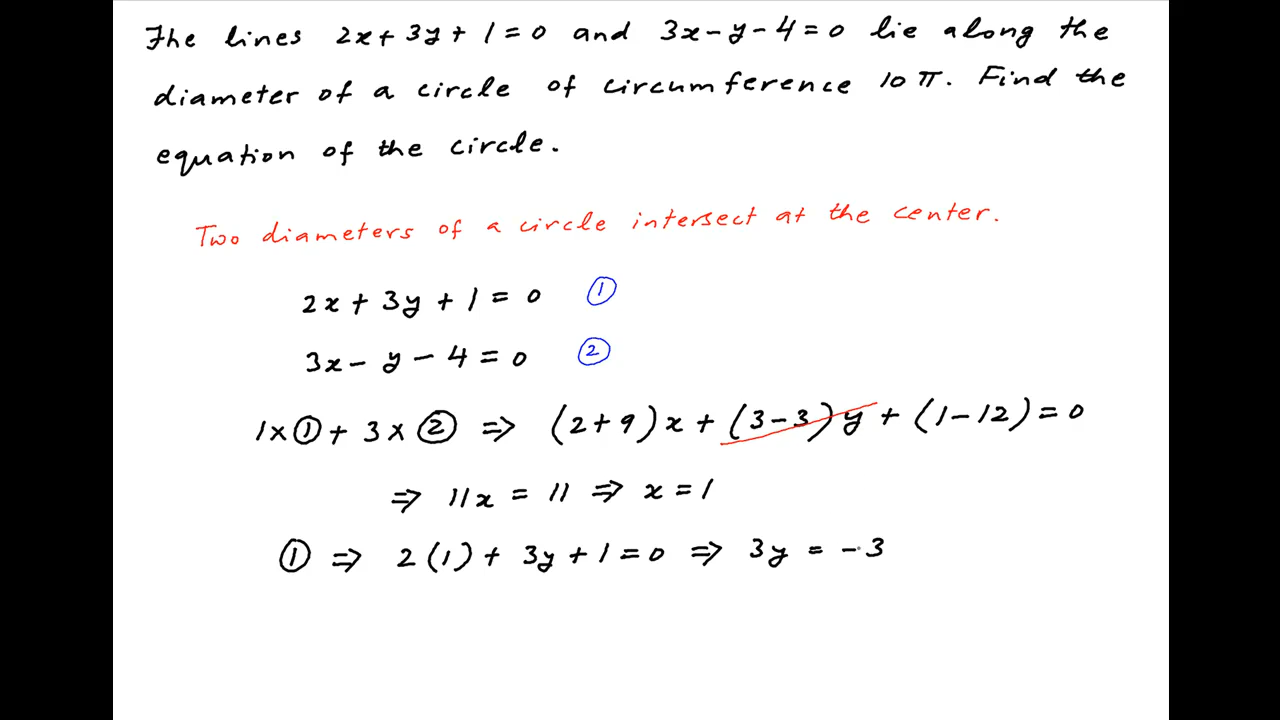 The lines 2x + 3y + 1 = 0 and 3x - y - 4 = 0 lie along the
diameter of a circle of circumference 10 π. Find the
equation of the circle.
Two diameters of a circle intersect at the center.
2x + 3y + 1 = 0 ①
3x - y - 4 = 0 ②
1 × ① + 3 × ② ⇒ (2 + 9) x + (3 - 3) y + (1 - 12) = 0
⇒ 11x = 11 ⇒ x = 1
① ⇒ 2 (1) + 3y + 1 = 0 ⇒ 3y = -3